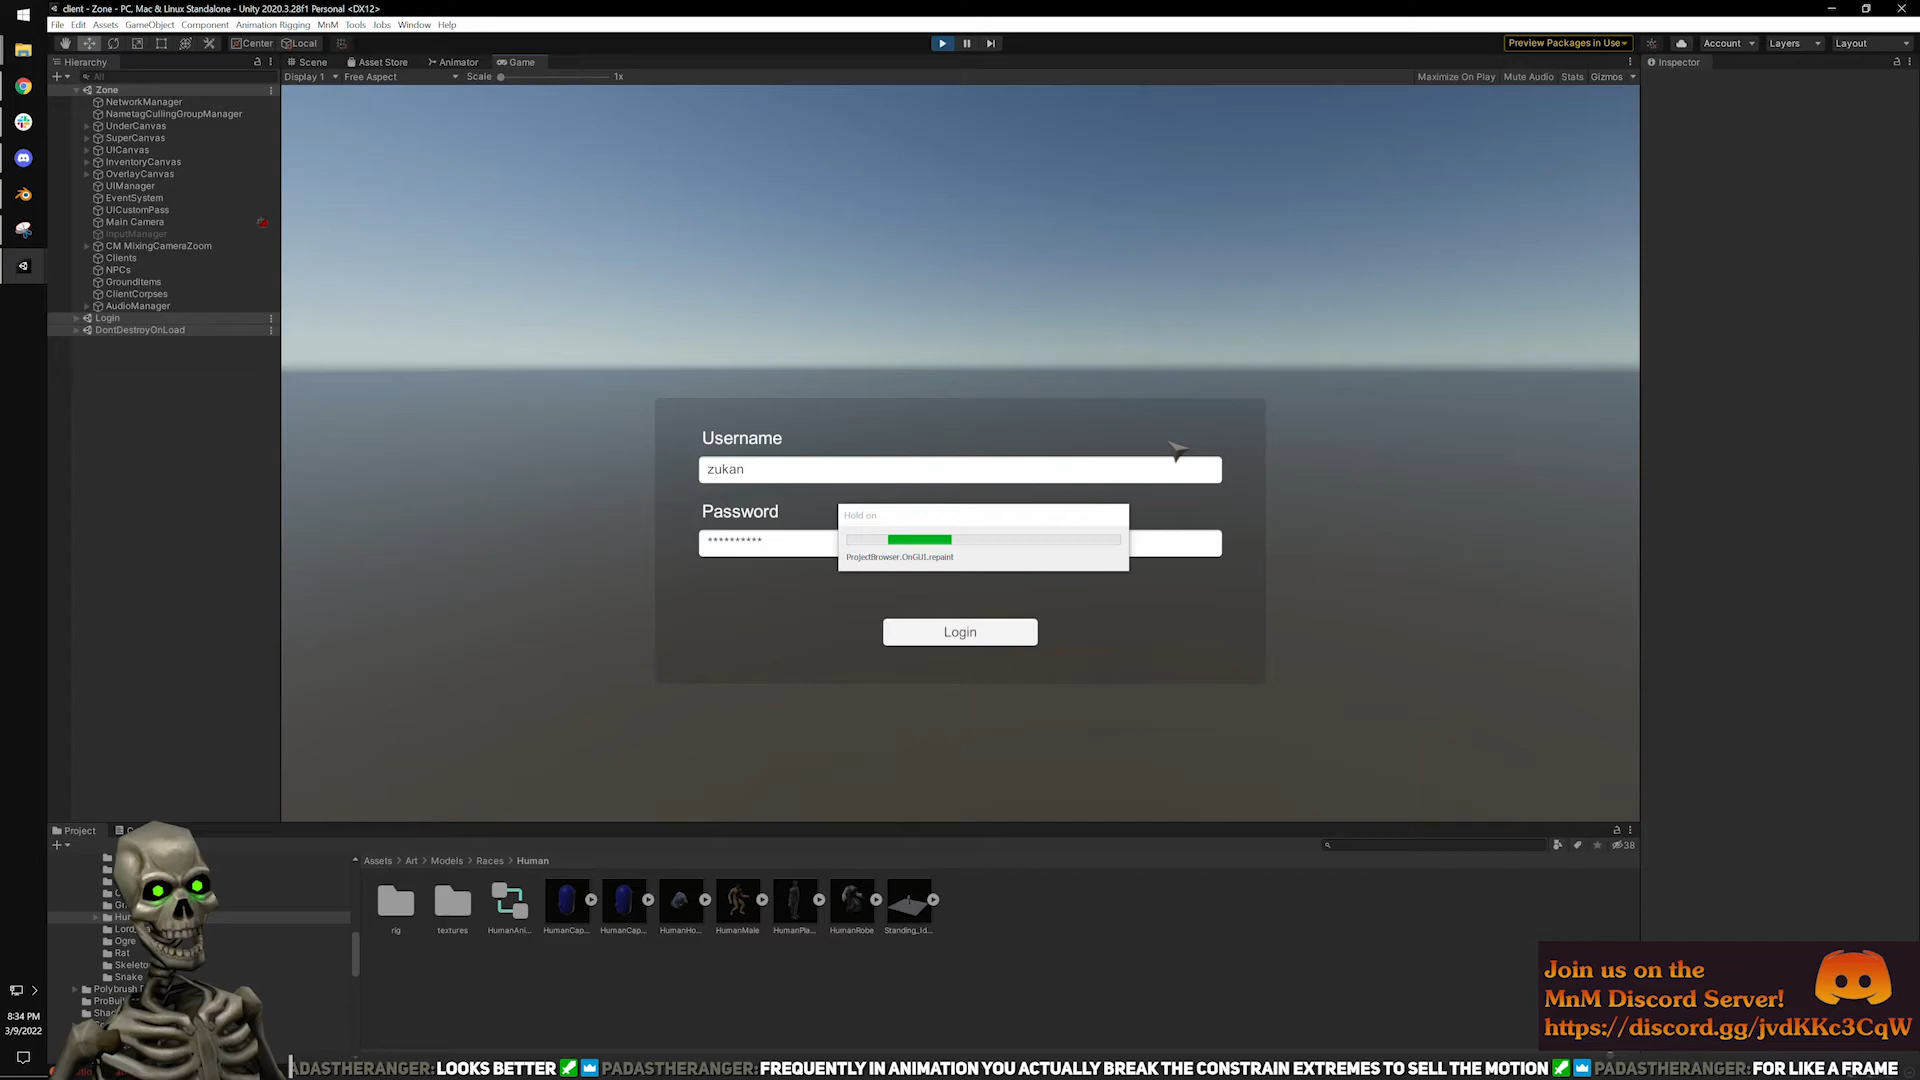 client - Zone - PC, Mac & Linux Standalone - Unity 2020.3.28f1 Personal <DX12>
File Edit Assets GameObject Component Animation Rigging MnM Tools Jobs Window Help
Center Local
Preview Packages in Use
Account
Layers
Layout
Hierarchy
Scene Asset Store Animator Game
Inspector
All
Display 1 Free Aspect Scale 1x
Maximize On Play Mute Audio Stats Gizmos
Zone
NetworkManager
NametagCullingGroupManager
UnderCanvas
SuperCanvas
UICanvas
InventoryCanvas
OverlayCanvas
UIManager
EventSystem
UICustomPass
Main Camera
InputManager
CM MixingCameraZoom
Clients
NPCs
GroundItems
ClientCorpses
AudioManager
Login
DontDestroyOnLoad
Username
zukan
Password
**********
Hold on
ProjectBrowser.OnGUI.repaint
Login
Project
38
Assets > Art > Models > Races > Human
rig textures HumanAni... HumanCap... HumanCap... HumanHo... HumanMale HumanPla... HumanRobe Standing_Id...
Ogre
Rat
Skeleto
Snake
Polybrush
ProBui
8:34 PM
3/9/2022
Join us on the
MnM Discord Server!
https://discord.gg/jvdKKc3CqW
ADASTHERANGER: LOOKS BETTER PADASTHERANGER: FREQUENTLY IN ANIMATION YOU ACTUALLY BREAK THE CONSTRAIN EXTREMES TO SELL THE MOTION PADASTHERANGER: FOR LIKE A FRAME